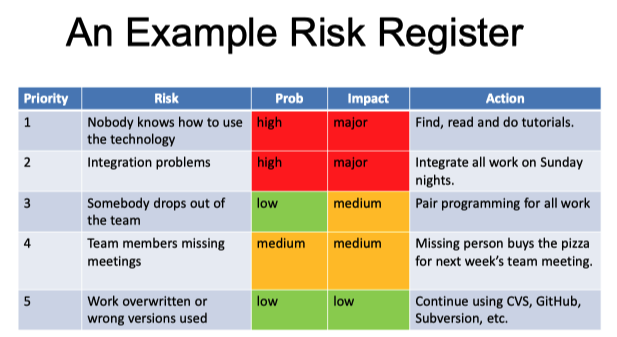 An Example Risk Register
Priority Risk Prob Impact Action
1 Nobody knows how to use high major Find, read and do tutorials.
the technology
2 Integration problems high major Integrate all work on Sunday
nights.
3 Somebody drops out of low medium Pair programming for all work
the team
4 Team members missing medium medium Missing person buys the pizza
meetings for next week's team meeting.
5 Work overwritten or low low Continue using CVS, GitHub,
wrong versions used Subversion, etc.